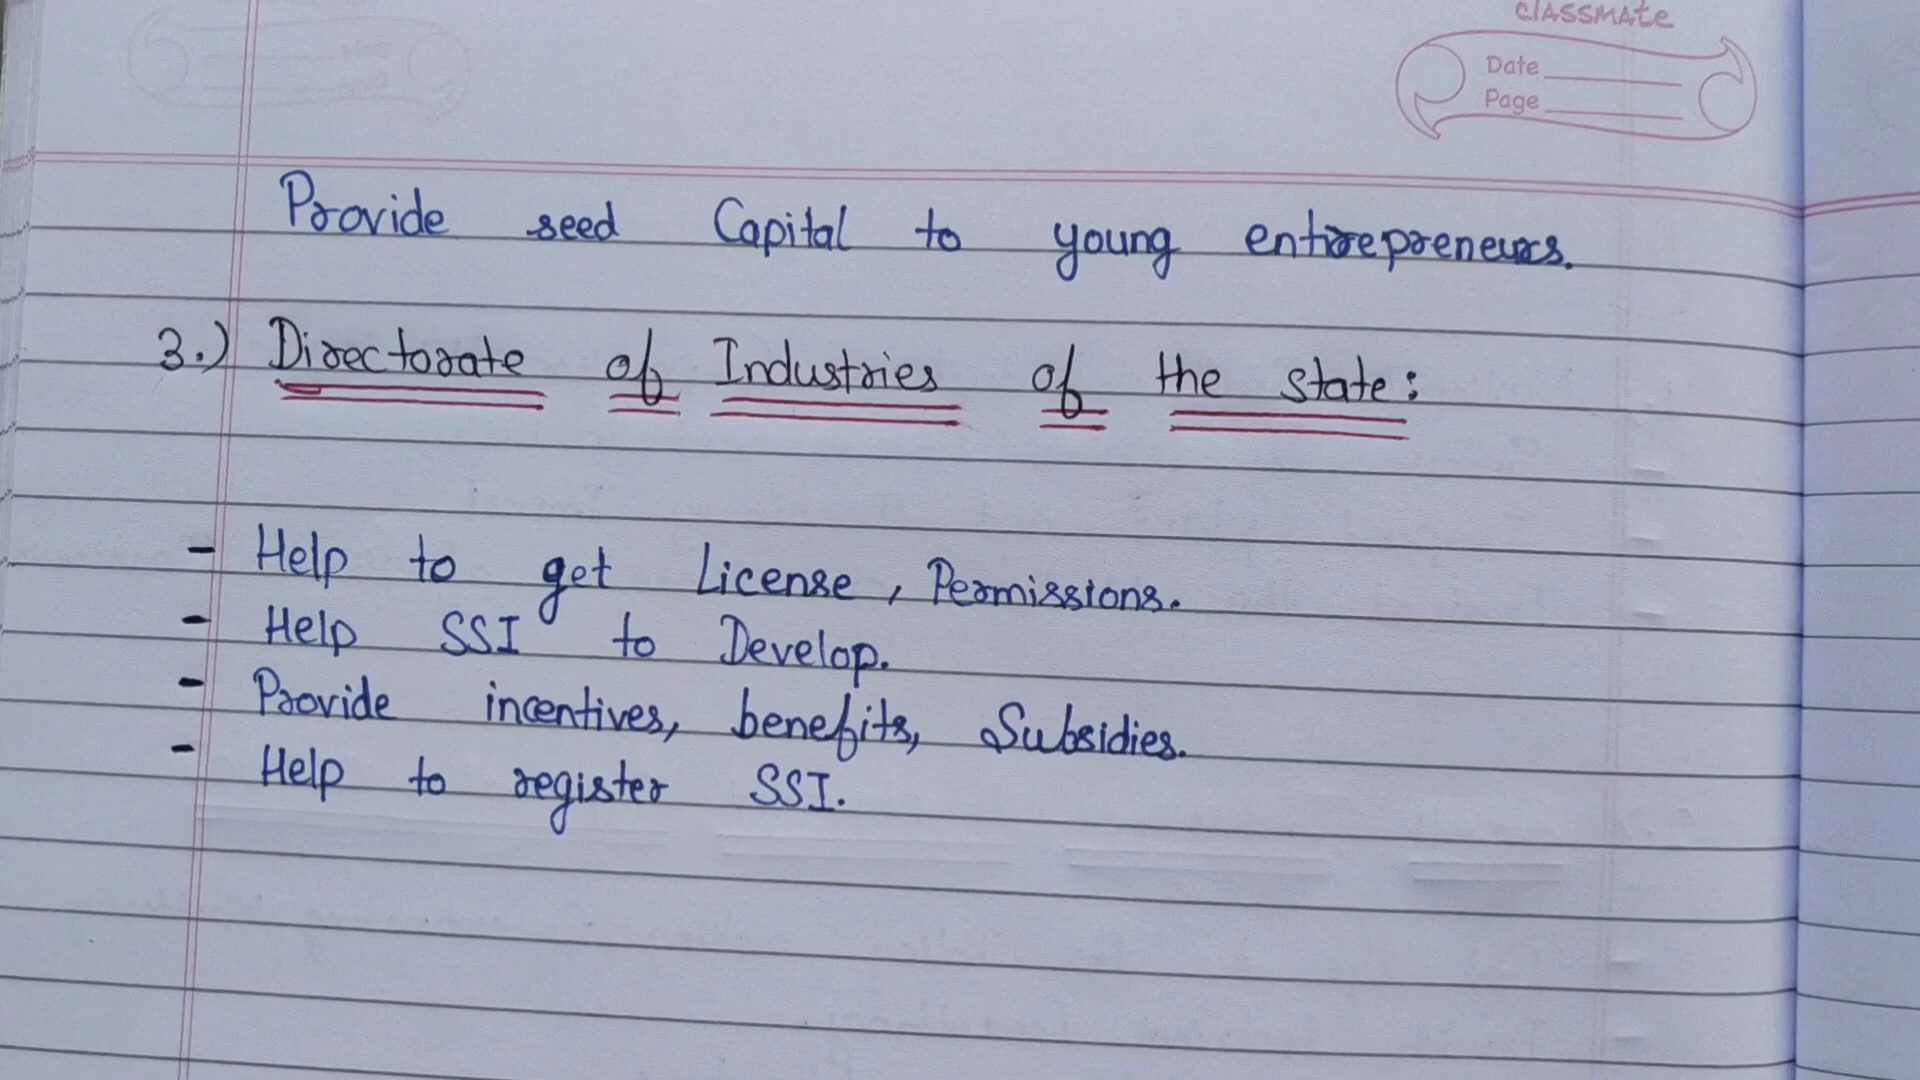 classmate
Date
Page
Provide seed Capital to young entrepreneurs.
3.) Directorate of Industries of the state:
- Help to get License, Permissions.
- Help SSI to Develop.
- Provide incentives, benefits, Subsidies.
- Help to register SSI.